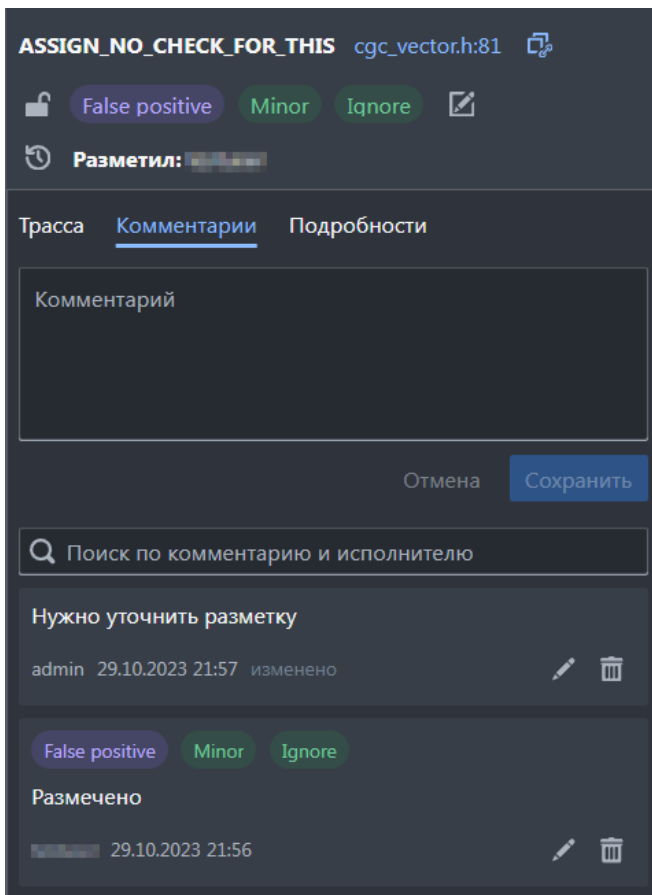 ASSIGN_NO_CHECK_FOR_THIS cgc_vector.h:81
False positive Minor Ignore
Разметил:
Трасса Комментарии Подробности
Комментарий
Отмена Сохранить
Поиск по комментарию и исполнителю
Нужно уточнить разметку
admin 29.10.2023 21:57 изменено
False positive Minor Ignore
Размечено
29.10.2023 21:56